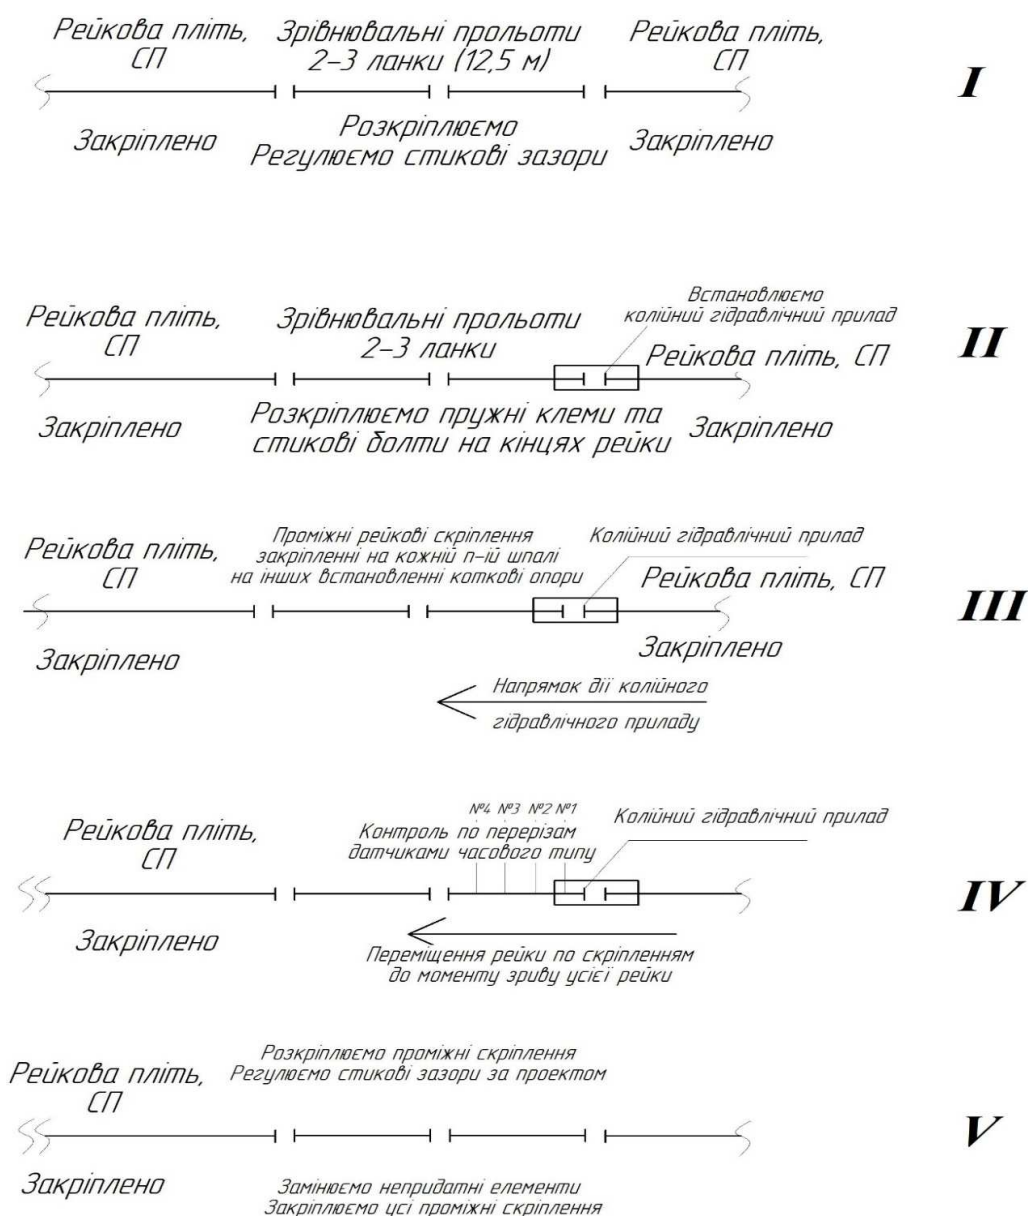 Рейкова пліть,
СП
Зрівнювальні прольоти
2–3 ланки (12,5 м)
Рейкова пліть,
СП
I
Закріплено
Розкріплюємо
Регулюємо стикові зазори
Закріплено
Рейкова пліть,
СП
Зрівнювальні прольоти
2–3 ланки
Встановлюємо
колійний гідравлічний прилад
Рейкова пліть, СП
II
Закріплено
Розкріплюємо пружні клеми та
стикові болти на кінцях рейки
Закріплено
Рейкова пліть,
СП
Проміжні рейкові скріплення
закріпленні на кожній п-ій шпалі
на інших встановленні коткові опори
Колійний гідравлічний прилад
Рейкова пліть, СП
III
Закріплено
Закріплено
Напрямок дії колійного
гідравлічного приладу
Рейкова пліть,
СП
№4 №3 №2 №1
Контроль по перерізам
датчиками часового типу
Колійний гідравлічний прилад
IV
Закріплено
Переміщення рейки по скріпленням
до моменту зриву усієї рейки
Рейкова пліть,
СП
Розкріплюємо проміжні скріплення
Регулюємо стикові зазори за проектом
V
Закріплено
Замінюємо непридатні елементи
Закріплюємо усі проміжні скріплення